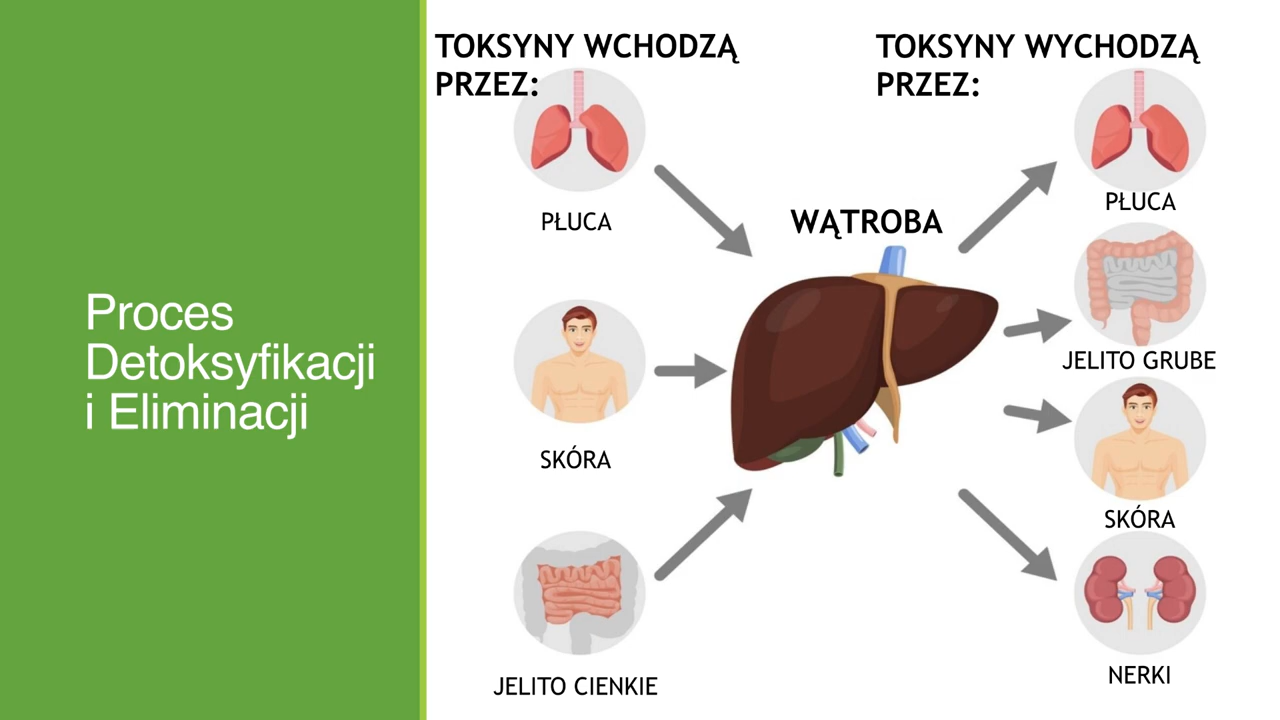 Proces
Detoksyfikacji
i Eliminacji
TOKSYNY WCHODZĄ
PRZEZ:
PŁUCA
SKÓRA
JELITO CIENKIE
WĄTROBA
TOKSYNY WYCHODZĄ
PRZEZ:
PŁUCA
JELITO GRUBE
SKÓRA
NERKI